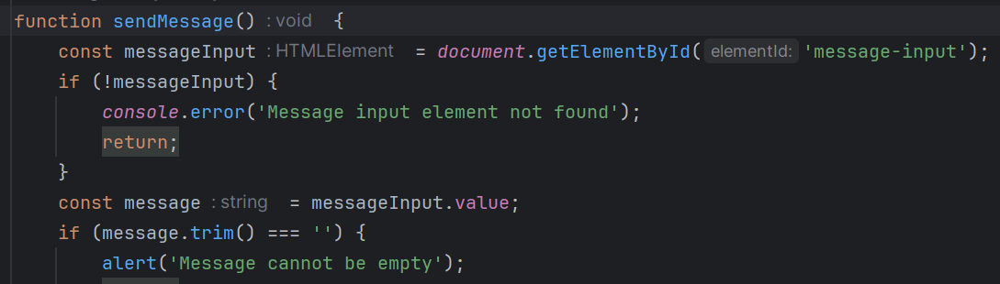 function sendMessage() : void {
const messageInput : HTMLElement = document.getElementById( elementId: 'message-input');
if (!messageInput) {
console.error('Message input element not found');
return;
}
const message : string = messageInput.value;
if (message.trim() === '') {
alert('Message cannot be empty');